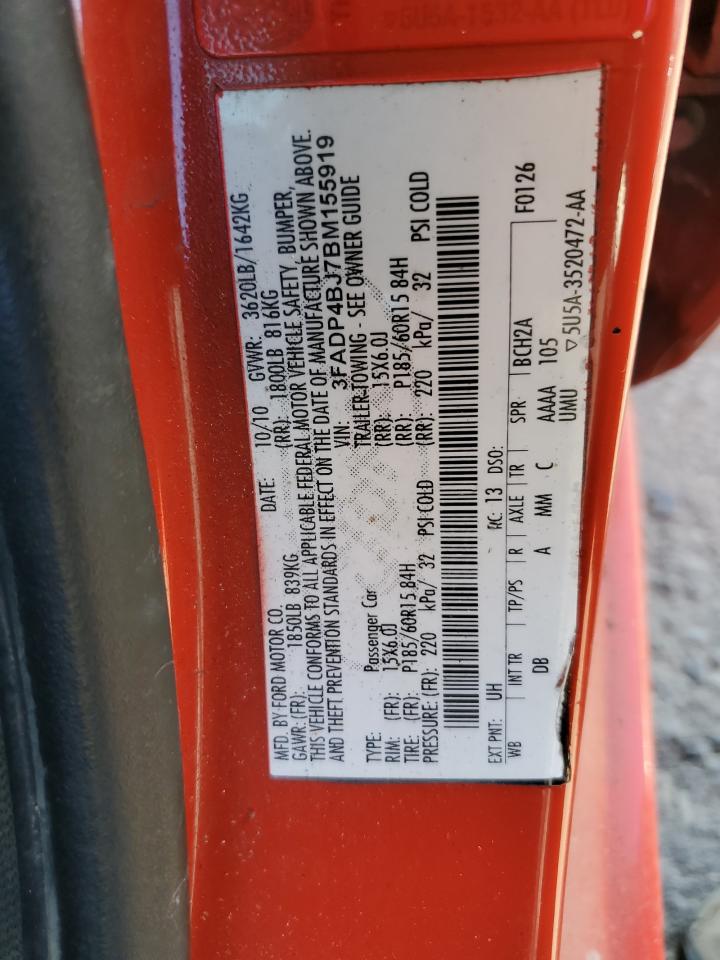 MFD. BY FORD MOTOR CO. DATE: 10/10 GVWR: 3620LB/1642KG
GAWR: (FR): 1850LB 839KG (RR): 1800LB 816KG
THIS VEHICLE CONFORMS TO ALL APPLICABLE FEDERAL MOTOR VEHICLE SAFETY, BUMPER,
AND THEFT PREVENTION STANDARDS IN EFFECT ON THE DATE OF MANUFACTURE SHOWN ABOVE.
VIN: 3FADP4BJ7BM155919
TYPE: Passenger Car TRAILER TOWING - SEE OWNER GUIDE
RIM: (FR): 15X6.0J (RR): 15X6.0J
TIRE: (FR): P185/60R15 84H (RR): P185/60R15 84H
PRESSURE: (FR): 220 kPa/ 32 PSI COLD (RR): 220 kPa/ 32 PSI COLD
EXT PNT: UH RC: 13 DSO: F0126
WB INT TR TP/PS R AXLE TR SPR BCH2A
DB A MM C AAAA 105
UMU ▽5U5A-3520472-AA